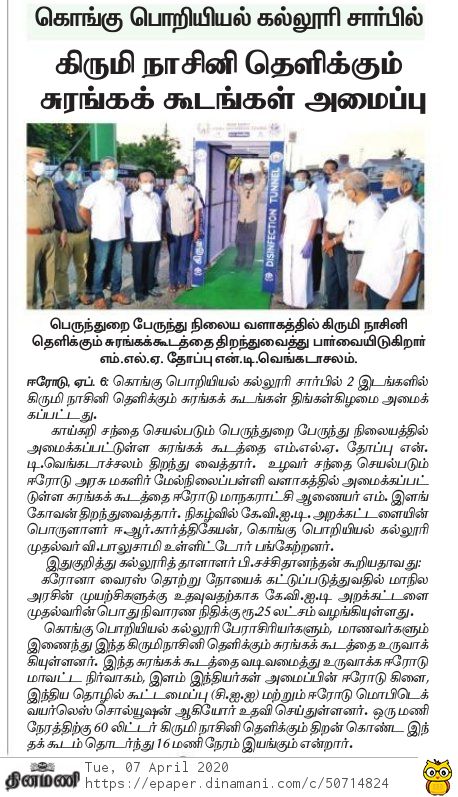 கொங்கு பொறியியல் கல்லூரி சார்பில்
கிருமி நாசினி தெளிக்கும்
சுரங்கக் கூடங்கள் அமைப்பு
கிருமி
DISINFECTION TUNNEL
பெருந்துறை பேருந்து நிலைய வளாகத்தில் கிருமி நாசினி
தெளிக்கும் சுரங்கக்கூடத்தை திறந்துவைத்து பார்வையிடுகிறார்
எம்.எல்.ஏ. தோப்பு என்.டி.வெங்கடாசலம்.
ஈரோடு, ஏப். 6: கொங்கு பொறியியல் கல்லூரி சார்பில் 2 இடங்களில்
கிருமி நாசினி தெளிக்கும் சுரங்கக் கூடங்கள் திங்கள்கிழமை அமைக்
கப்பட்டது.
காய்கறி சந்தை செயல்படும் பெருந்துறை பேருந்து நிலையத்தில்
அமைக்கப்பட்டுள்ள சுரங்கக் கூடத்தை எம்.எல்.ஏ. தோப்பு என்.
டி.வெங்கடாச்சலம் திறந்து வைத்தார். உழவர் சந்தை செயல்படும்
ஈரோடு அரசு மகளிர் மேல்நிலைப்பள்ளி வளாகத்தில் அமைக்கப்பட்
டுள்ள சுரங்கக் கூடத்தை ஈரோடு மாநகராட்சி ஆணையர் எம். இளங்
கோவன் திறந்துவைத்தார். நிகழ்வில் கே.வி.ஐ.டி. அறக்கட்டளையின்
பொருளாளர் ஈ.ஆர்.கார்த்திகேயன், கொங்கு பொறியியல் கல்லூரி
முதல்வர் வி.பாலுசாமி உள்ளிட்டோர் பங்கேற்றனர்.
இதுகுறித்து கல்லூரித் தாளாளர் பி.சச்சிதானந்தன் கூறியதாவது:
கரோனா வைரஸ் தொற்று நோயைக் கட்டுப்படுத்துவதில் மாநில
அரசின் முயற்சிகளுக்கு உதவுவதற்காக கே.வி.ஐ.டி அறக்கட்டளை
முதல்வரின் பொது நிவாரண நிதிக்கு ரூ.25 லட்சம் வழங்கியுள்ளது.
கொங்கு பொறியியல் கல்லூரி பேராசிரியர்களும், மாணவர்களும்
இணைந்து இந்த கிருமிநாசினி தெளிக்கும் சுரங்கக் கூடத்தை உருவாக்
கியுள்ளனர். இந்த சுரங்கக் கூடத்தை வடிவமைத்து உருவாக்க ஈரோடு
மாவட்ட நிர்வாகம், இளம் இந்தியர்கள் அமைப்பின் ஈரோடு கிளை,
இந்திய தொழில் கூட்டமைப்பு (சி.ஐ.ஐ) மற்றும் ஈரோடு மொபிடெக்
வயர்லெஸ் சொல்யூஷன் ஆகியோர் உதவி செய்துள்ளனர். ஒரு மணி
நேரத்திற்கு 60 லிட்டர் கிருமி நாசினி தெளிக்கும் திறன் கொண்ட இந்
தக் கூடம் தொடர்ந்து 16 மணி நேரம் இயங்கும் என்றார்.
தினமணி
Tue, 07 April 2020
https://epaper.dinamani.com/c/50714824